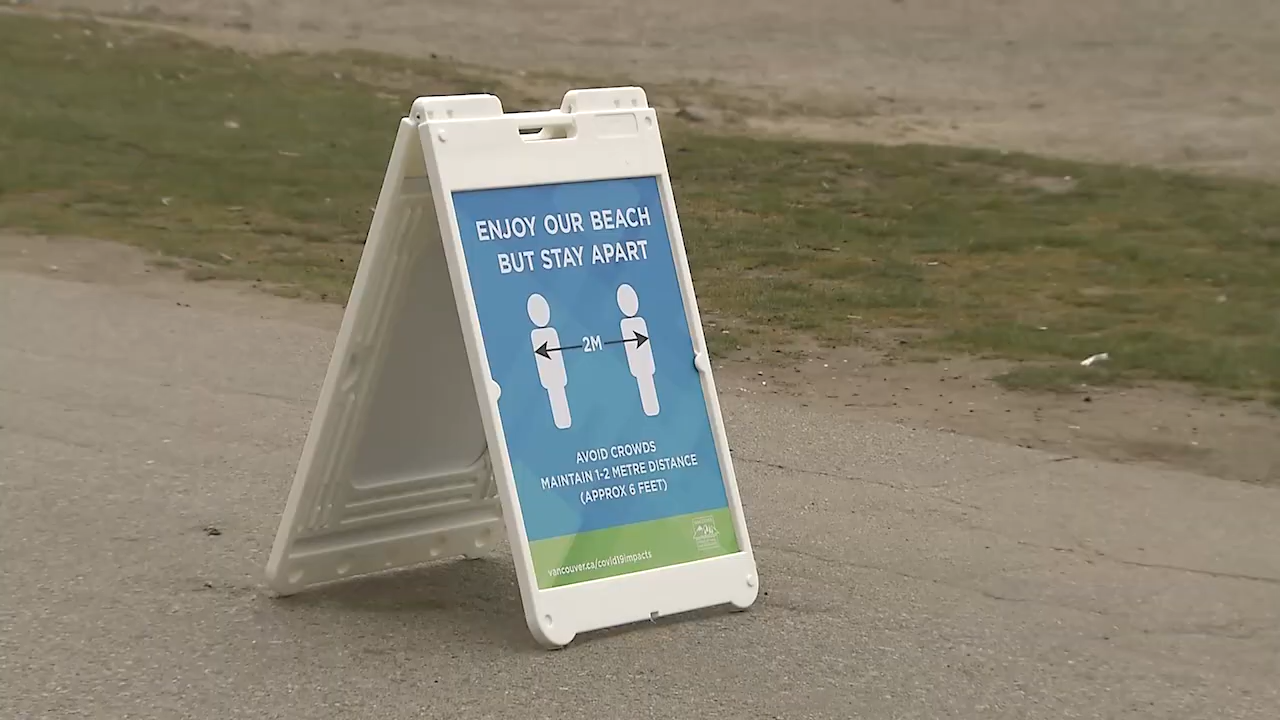 ENJOY OUR BEACH
BUT STAY APART
2M
AVOID CROWDS
MAINTAIN 1-2 METRE DISTANCE
(APPROX 6 FEET)
vancouver.ca/covid19impacts